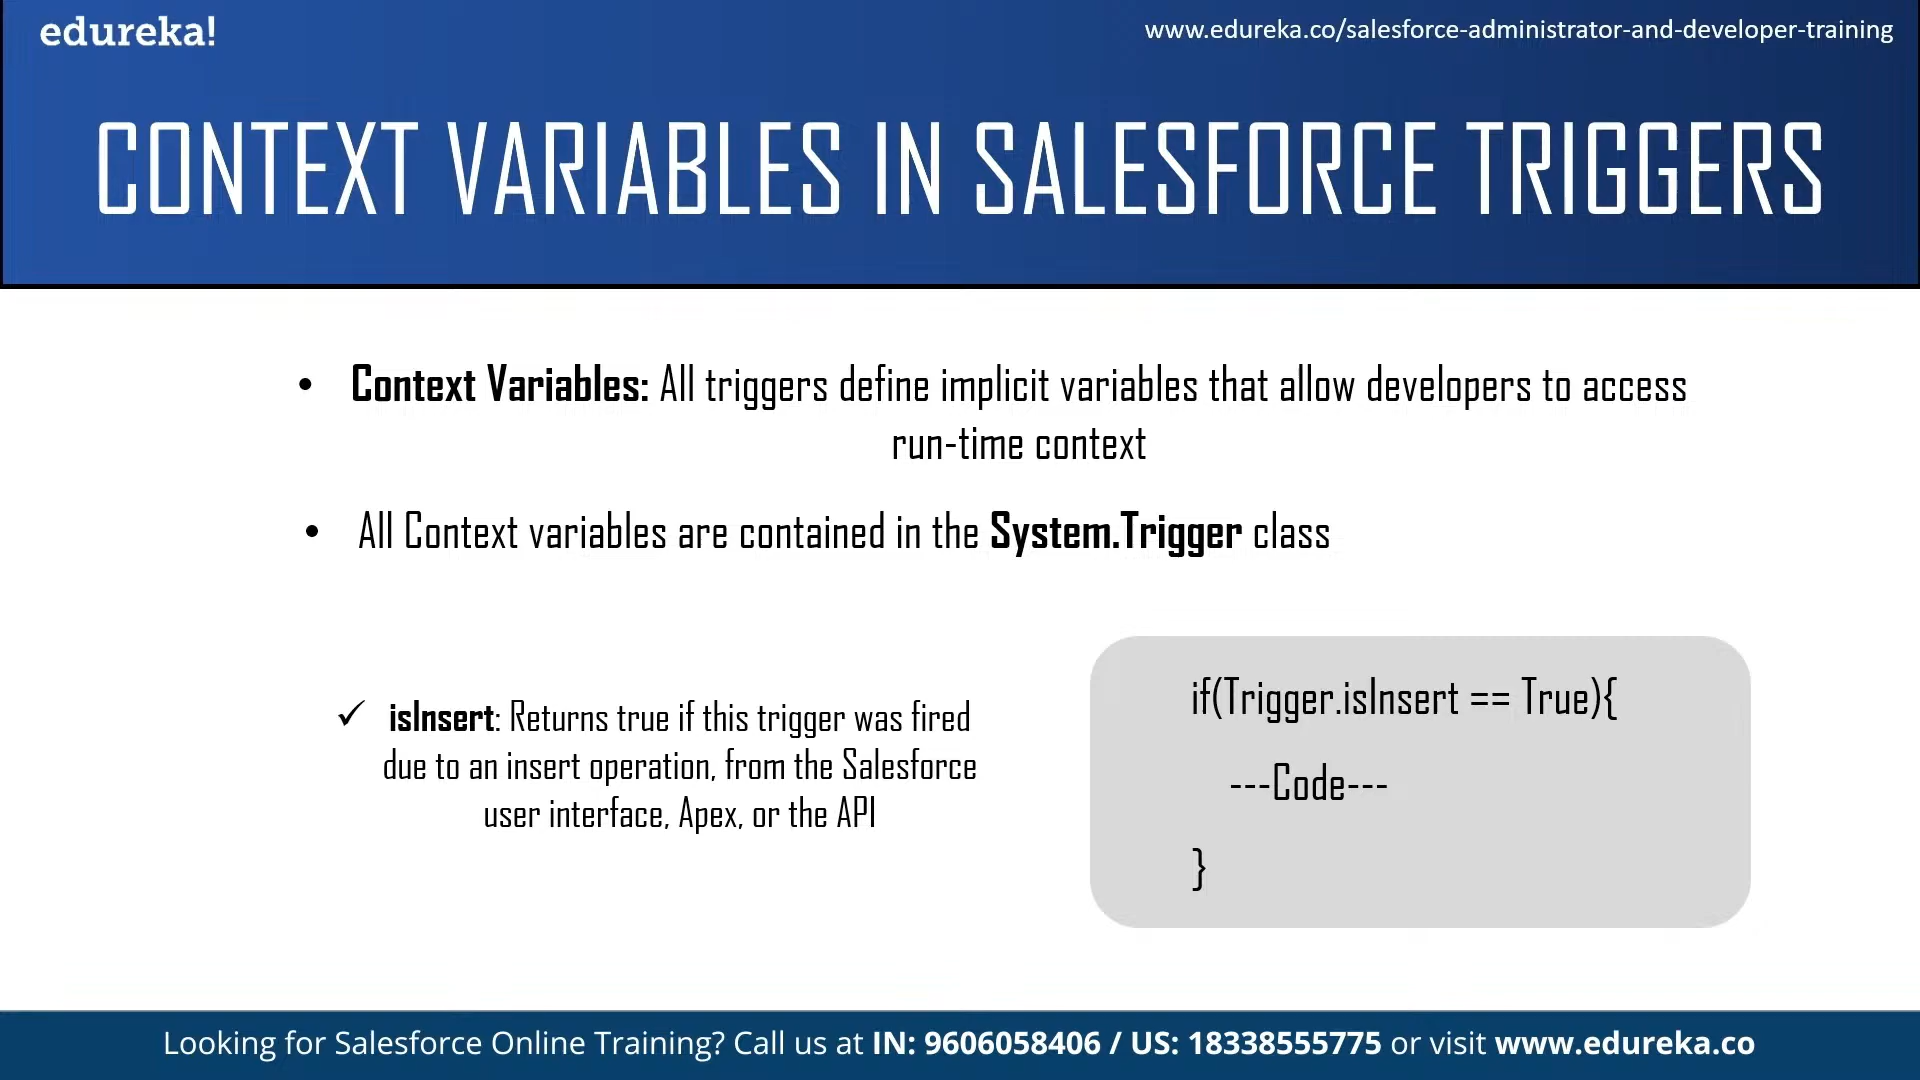 edureka!
www.edureka.co/salesforce-administrator-and-developer-training
CONTEXT VARIABLES IN SALESFORCE TRIGGERS
• Context Variables: All triggers define implicit variables that allow developers to access
run-time context
• All Context variables are contained in the System.Trigger class
✓ isInsert: Returns true if this trigger was fired
due to an insert operation, from the Salesforce
user interface, Apex, or the API
if(Trigger.isInsert == True){
---Code---
}
Looking for Salesforce Online Training? Call us at IN: 9606058406 / US: 18338555775 or visit www.edureka.co